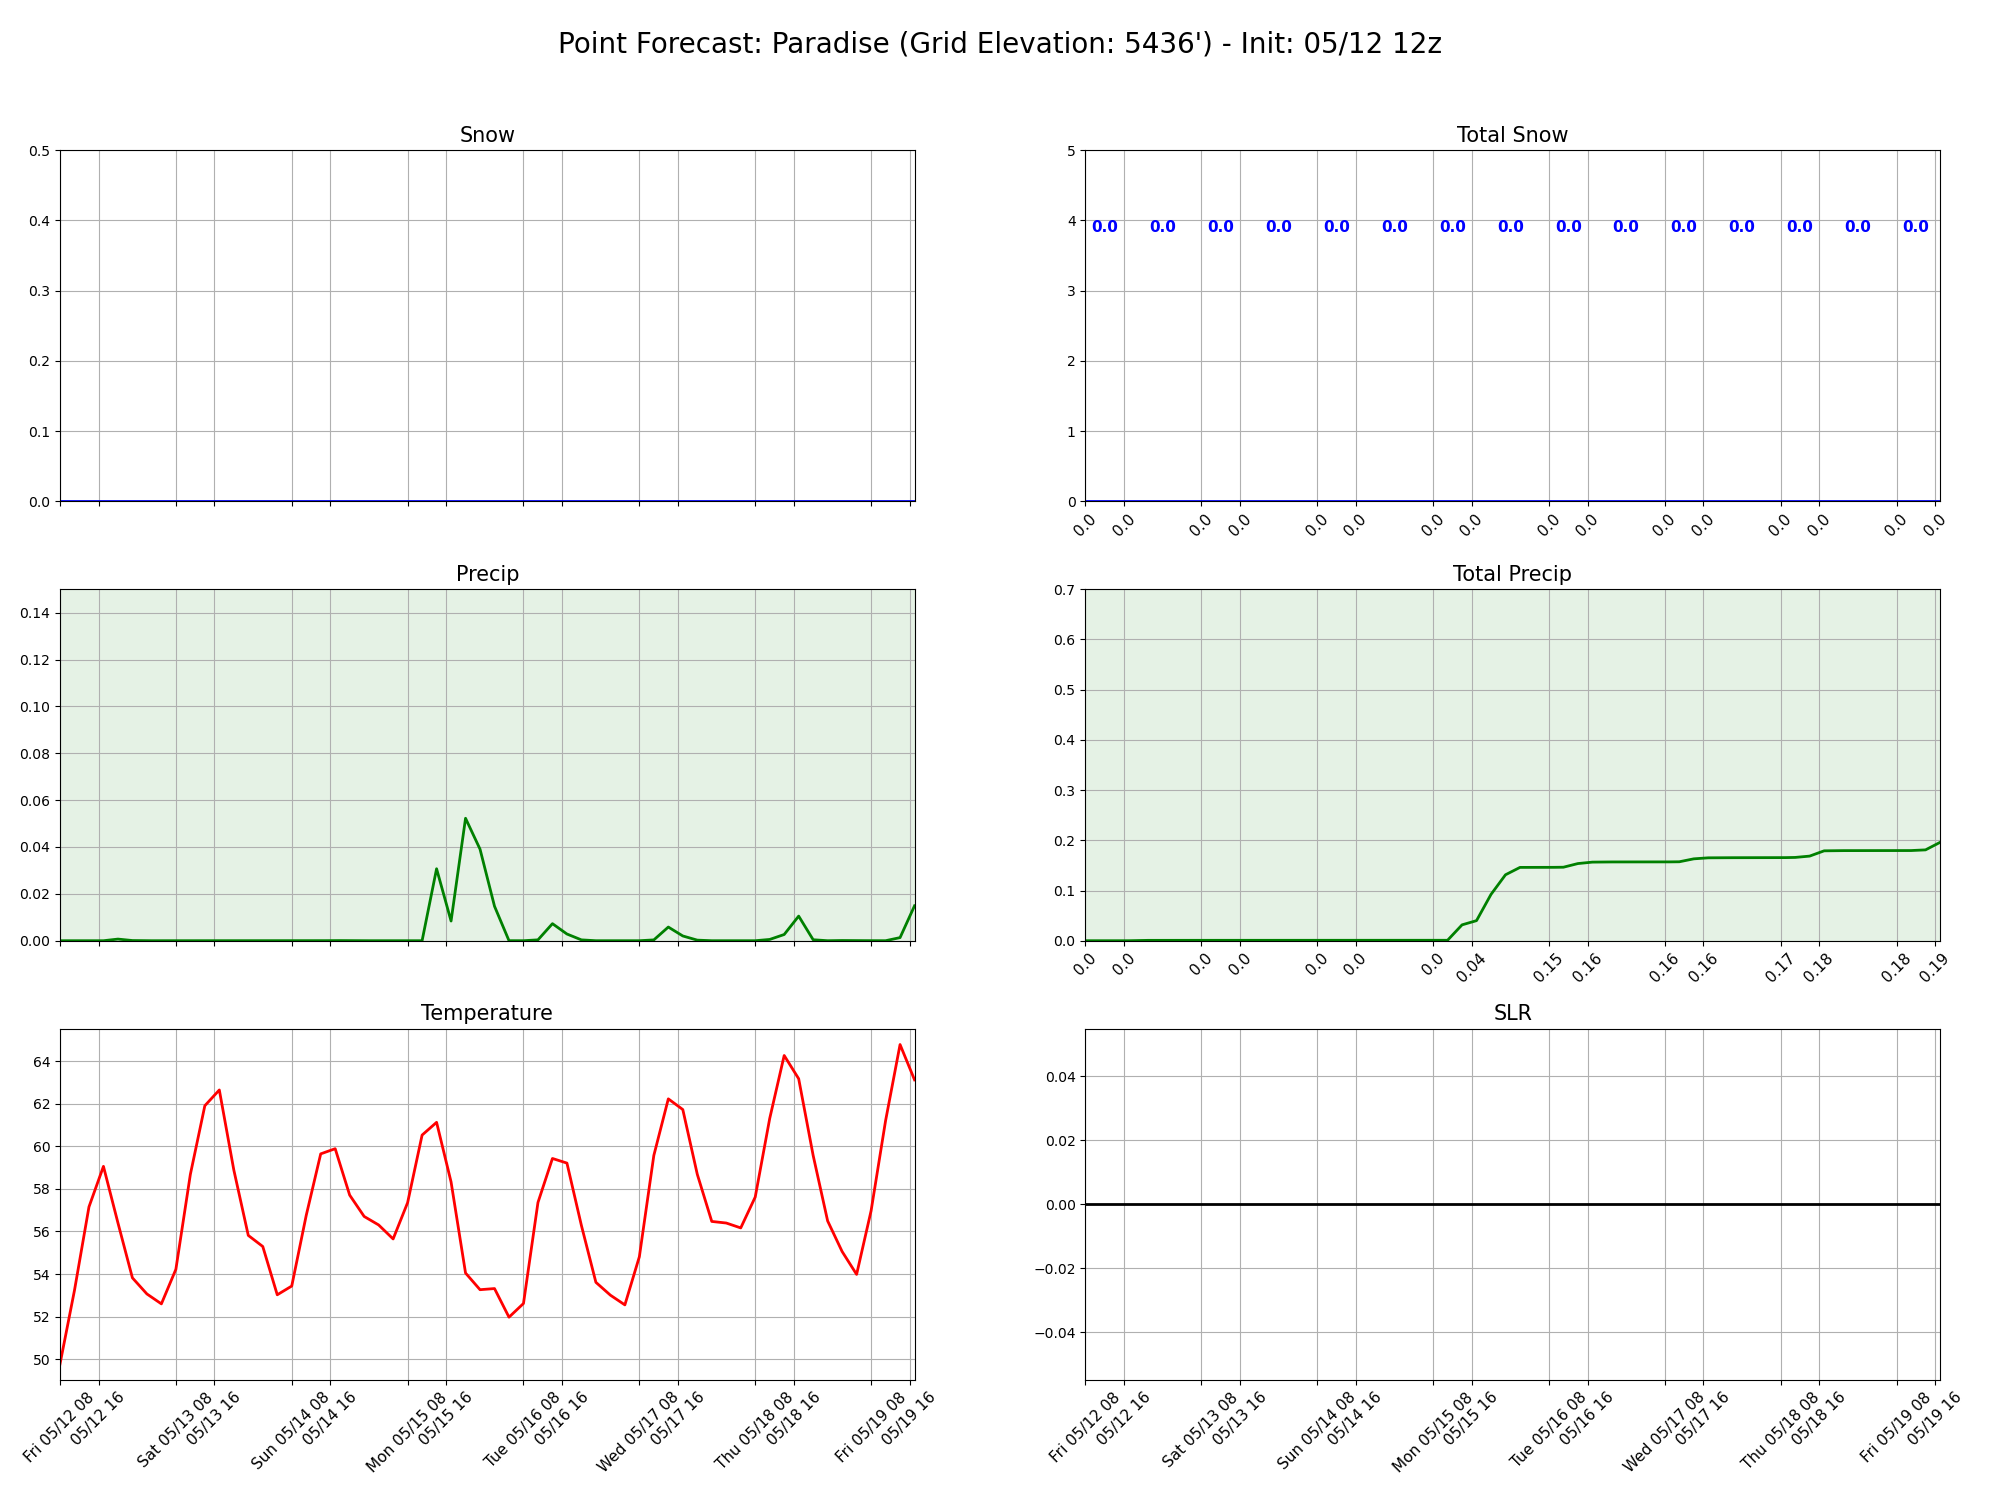 Point Forecast: Paradise (Grid Elevation: 5436') - Init: 05/12 12z
Snow
0.5
0.4
0.3
0.2
0.1
0.0
Total Snow
5
4
3
2
1
0
0.0 0.0 0.0 0.0 0.0 0.0 0.0 0.0 0.0 0.0 0.0 0.0 0.0 0.0 0.0
0.0 0.0 0.0 0.0 0.0 0.0 0.0 0.0 0.0 0.0 0.0 0.0 0.0 0.0 0.0 0.0
Precip
0.14
0.12
0.10
0.08
0.06
0.04
0.02
0.00
Total Precip
0.7
0.6
0.5
0.4
0.3
0.2
0.1
0.0
0.0 0.0 0.0 0.0 0.0 0.0 0.0 0.04 0.15 0.16 0.16 0.16 0.17 0.18 0.18 0.19
Temperature
64
62
60
58
56
54
52
50
Fri 05/12 08
05/12 16
Sat 05/13 08
05/13 16
Sun 05/14 08
05/14 16
Mon 05/15 08
05/15 16
Tue 05/16 08
05/16 16
Wed 05/17 08
05/17 16
Thu 05/18 08
05/18 16
Fri 05/19 08
05/19 16
SLR
0.04
0.02
0.00
−0.02
−0.04
Fri 05/12 08
05/12 16
Sat 05/13 08
05/13 16
Sun 05/14 08
05/14 16
Mon 05/15 08
05/15 16
Tue 05/16 08
05/16 16
Wed 05/17 08
05/17 16
Thu 05/18 08
05/18 16
Fri 05/19 08
05/19 16